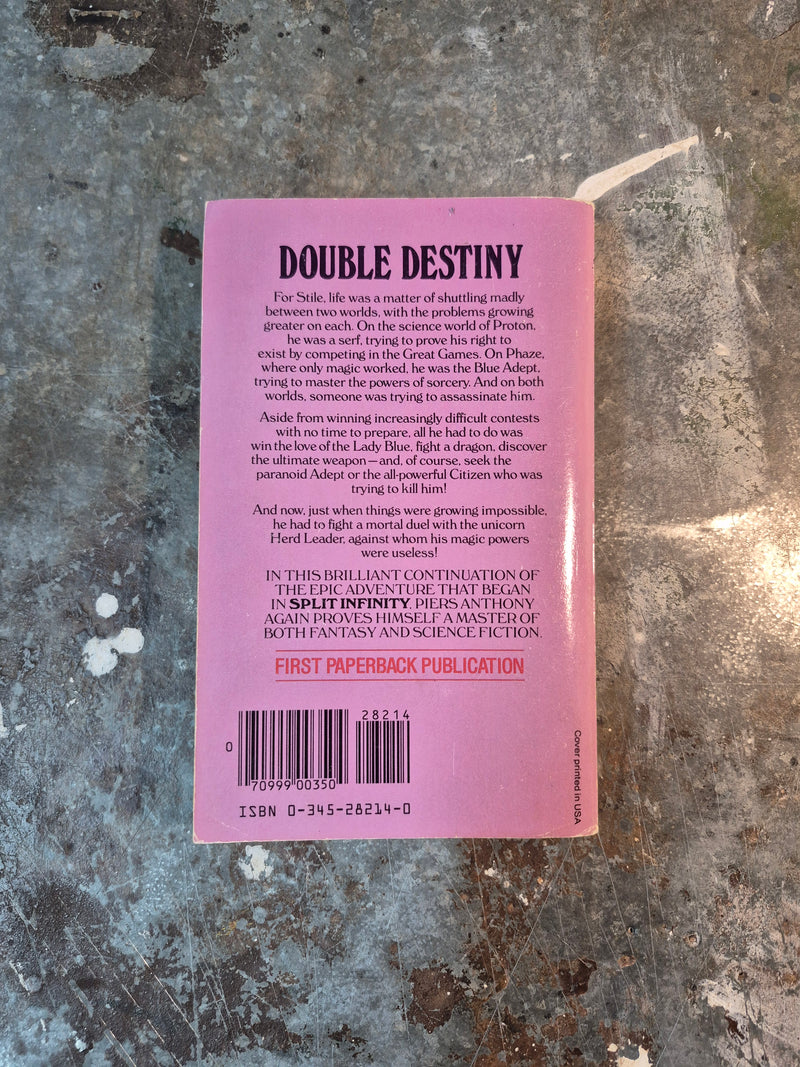 DOUBLE DESTINY
For Stile, life was a matter of shuttling madly
between two worlds, with the problems growing
greater on each. On the science world of Proton,
he was a serf, trying to prove his right to
exist by competing in the Great Games. On Phaze,
where only magic worked, he was the Blue Adept,
trying to master the powers of sorcery. And on both
worlds, someone was trying to assassinate him.
Aside from winning increasingly difficult contests
with no time to prepare, all he had to do was
win the love of the Lady Blue, fight a dragon, discover
the ultimate weapon—and, of course, seek the
paranoid Adept or the all-powerful Citizen who was
trying to kill him!
And now, just when things were growing impossible,
he had to fight a mortal duel with the unicorn
Herd Leader, against whom his magic powers
were useless!
IN THIS BRILLIANT CONTINUATION OF
THE EPIC ADVENTURE THAT BEGAN
IN SPLIT INFINITY, PIERS ANTHONY
AGAIN PROVES HIMSELF A MASTER OF
BOTH FANTASY AND SCIENCE FICTION.
FIRST PAPERBACK PUBLICATION
28214
0
70999 00350
ISBN 0-345-28214-0
Cover printed in USA